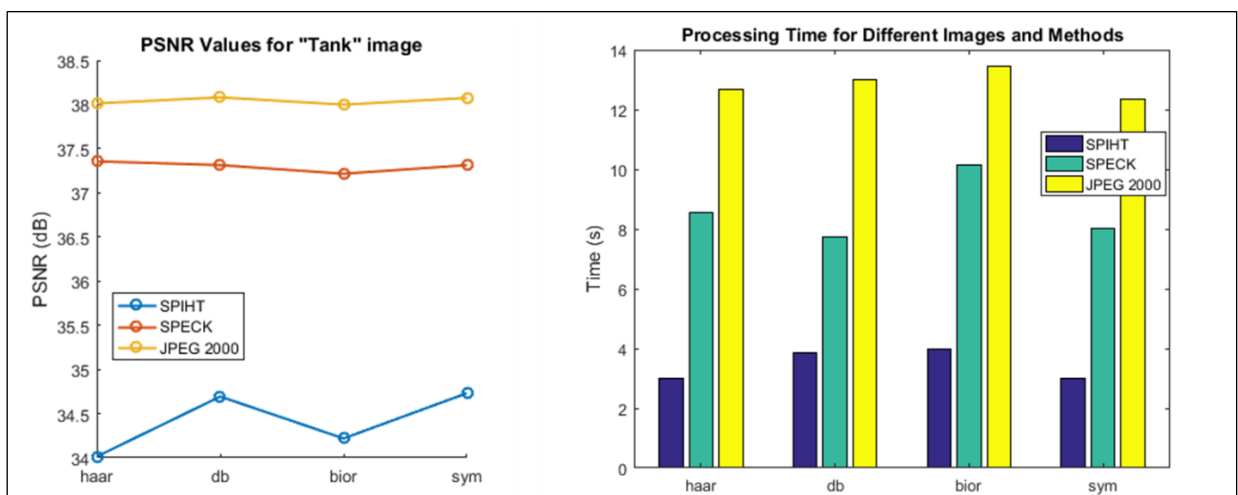 PSNR Values for "Tank" image
38.5
38
37.5
37
36.5
36
35.5
35
34.5
34
PSNR (dB)
SPIHT
SPECK
JPEG 2000
haar db bior sym
Processing Time for Different Images and Methods
14
12
10
8
6
4
2
0
Time (s)
SPIHT
SPECK
JPEG 2000
haar db bior sym